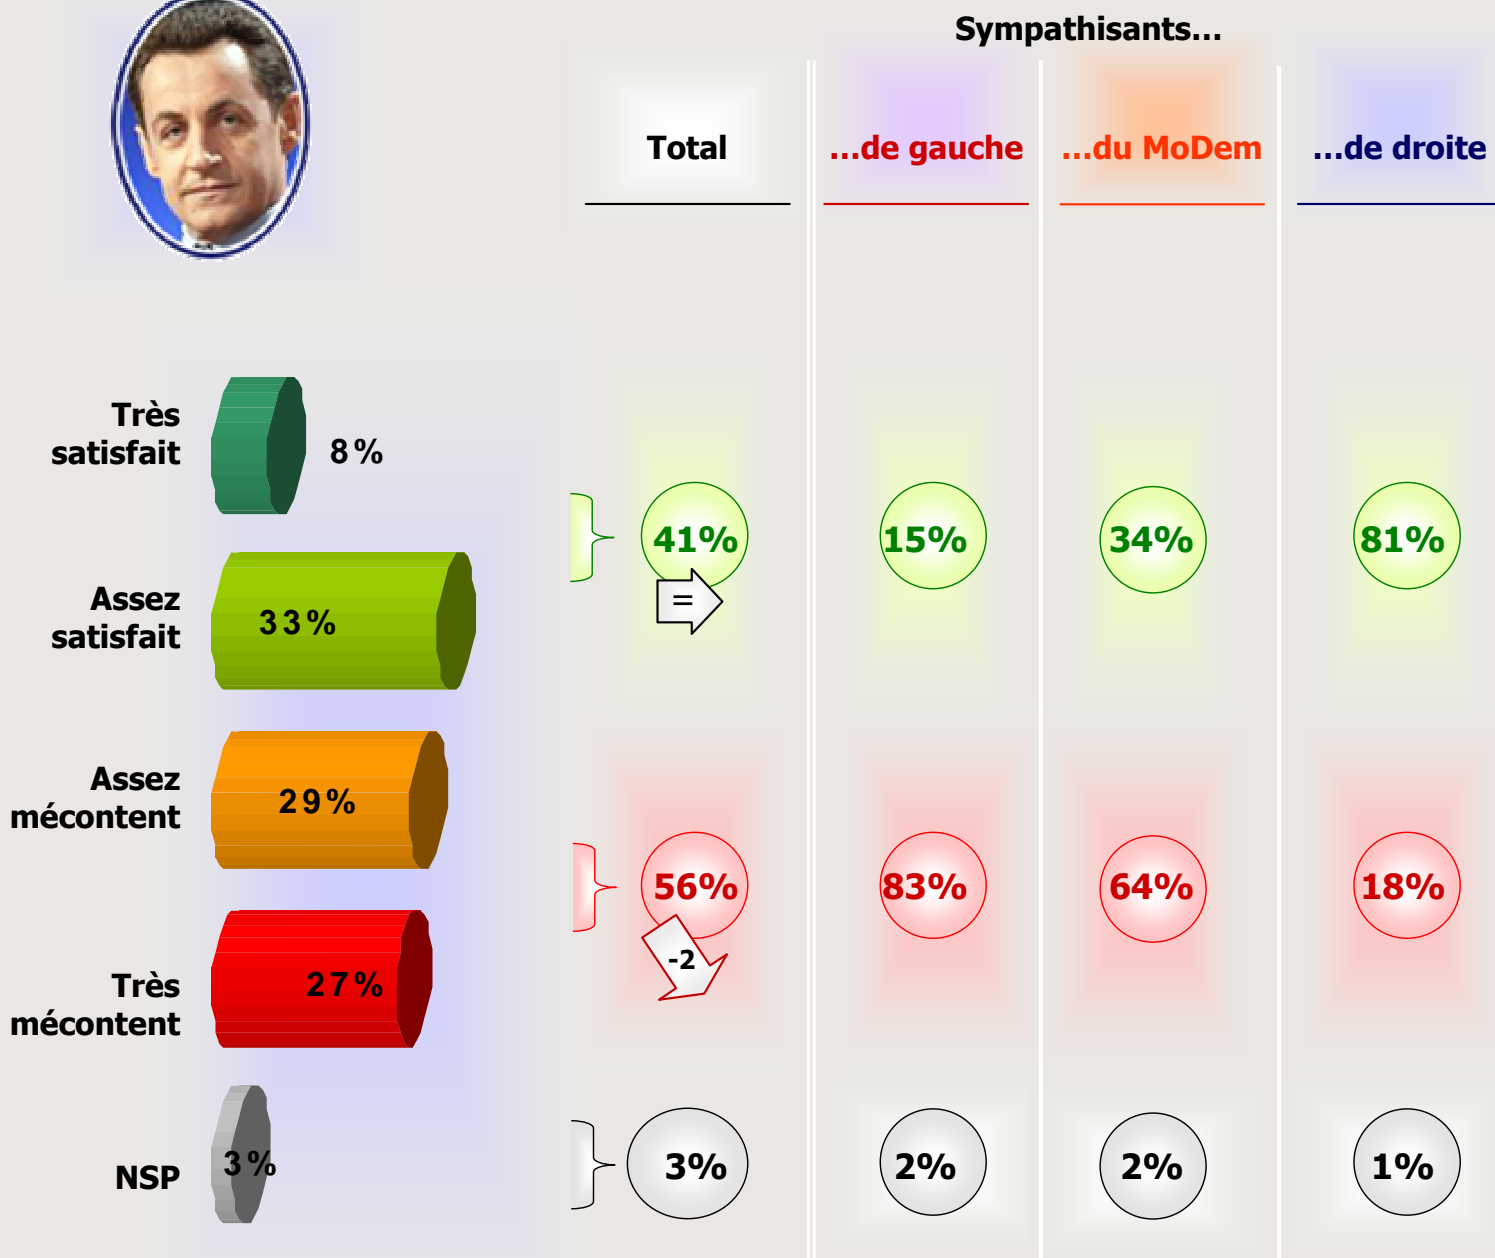 Sympathisants...
Total
...de gauche
...du MoDem
...de droite
Très
satisfait
8%
Assez
satisfait
33%
41%
15%
34%
81%
=
Assez
mécontent
29%
56%
83%
64%
18%
-2
Très
mécontent
27%
NSP
3%
3%
2%
2%
1%